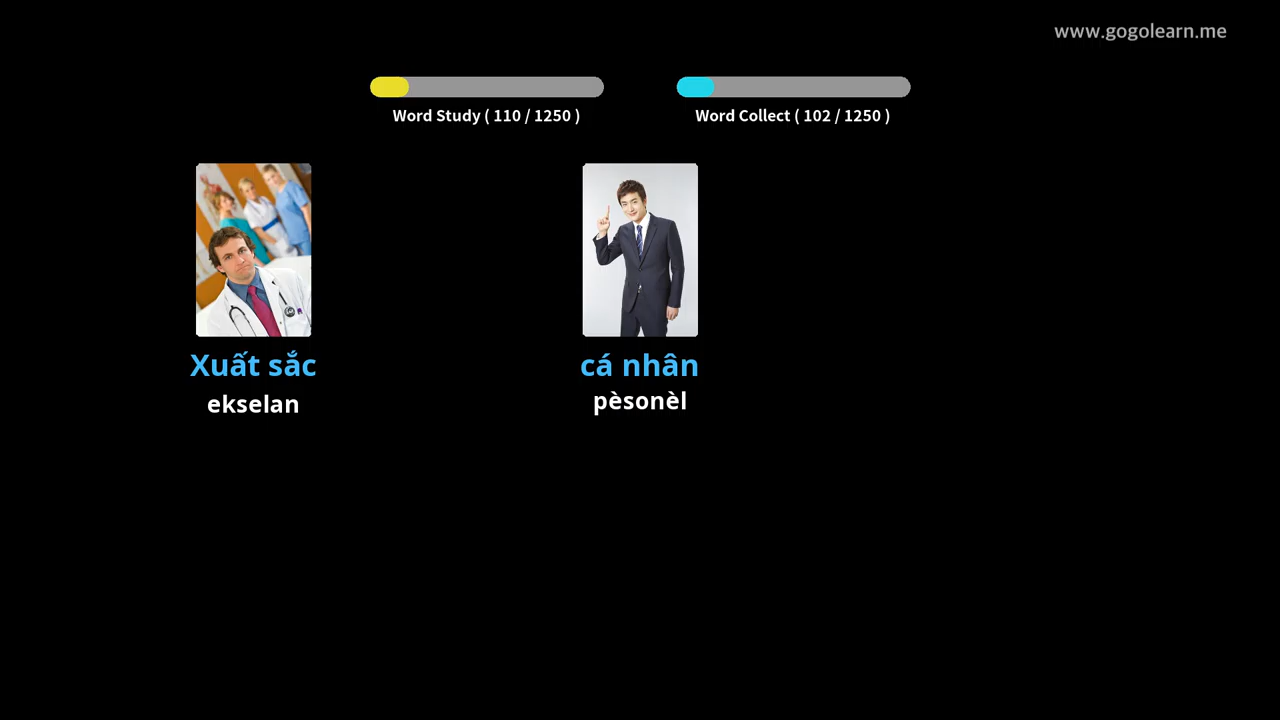 www.gogolearn.me
Word Study ( 110 / 1250 )
Word Collect ( 102 / 1250 )
Xuất sắc
ekselan
cá nhân
pèsonèl